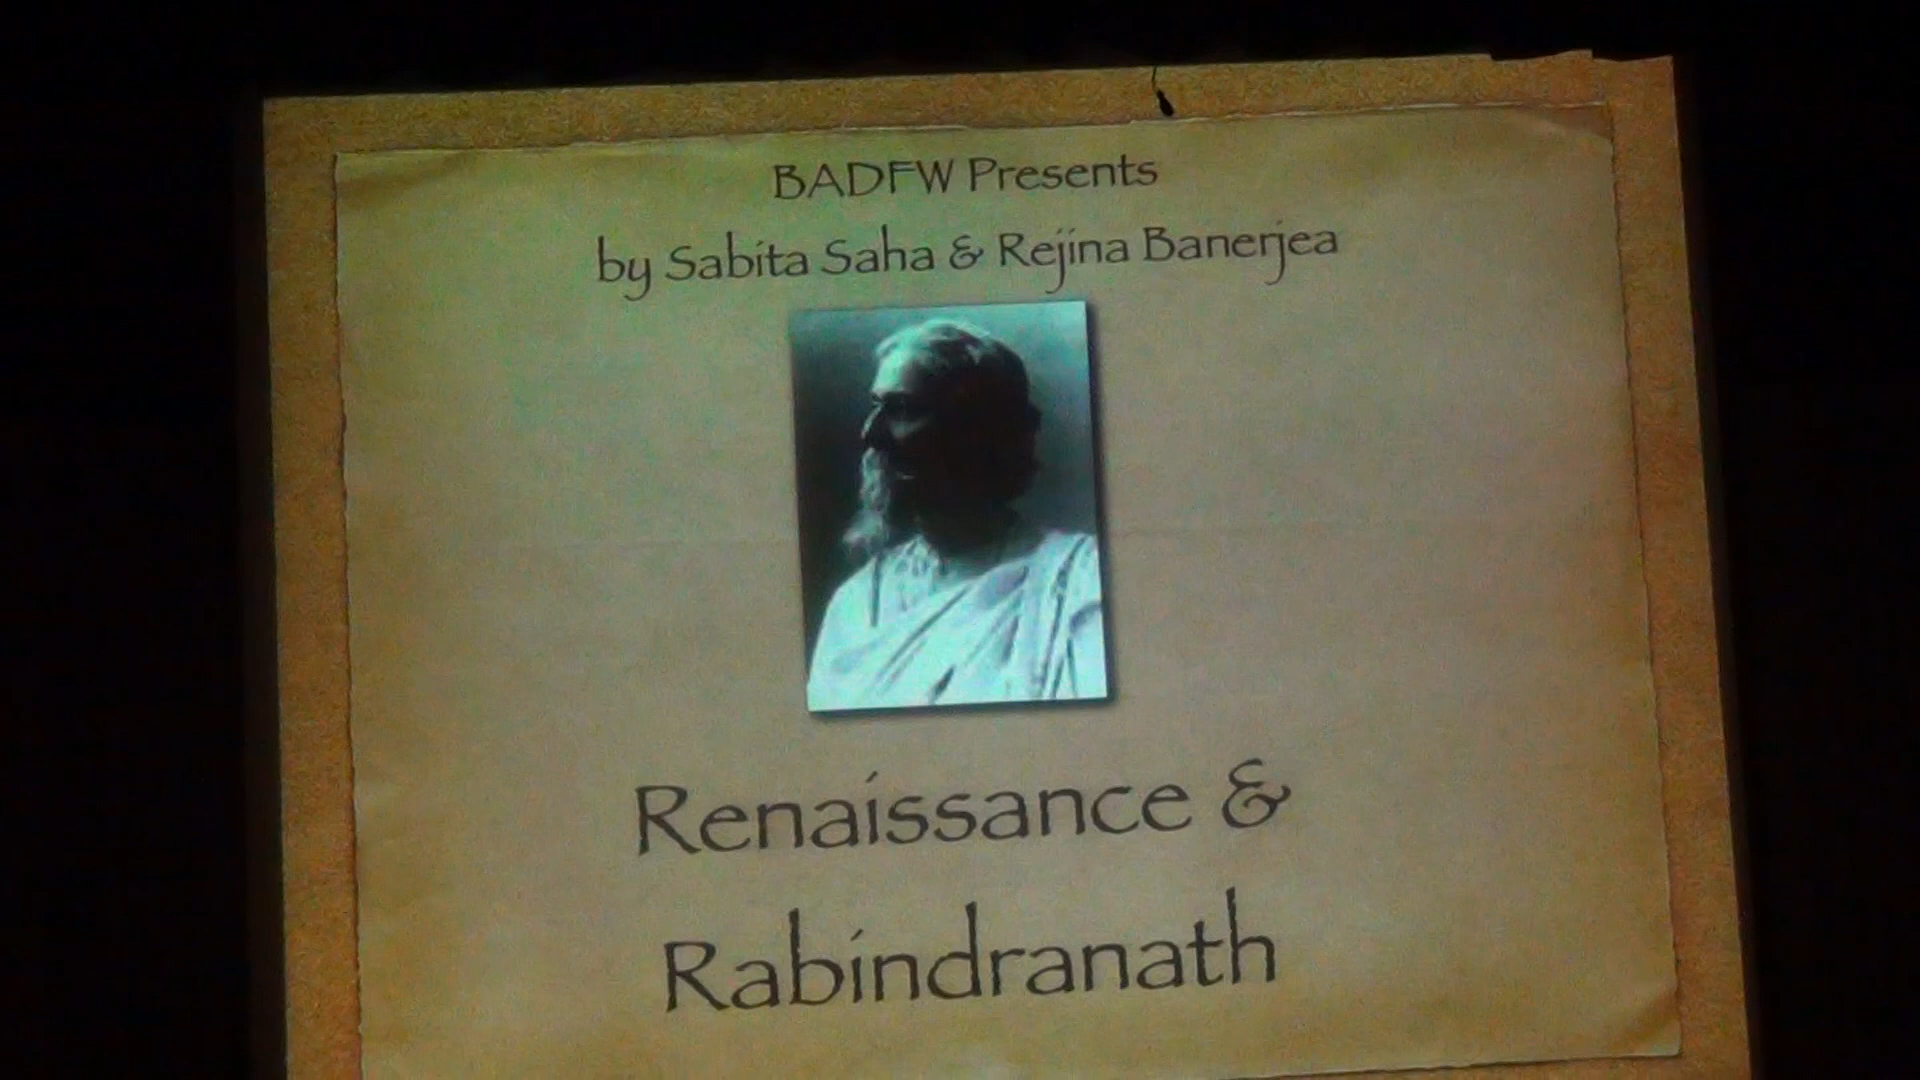 BADFW Presents
by Sabita Saha & Rejina Banerjea
Renaissance &
Rabindranath